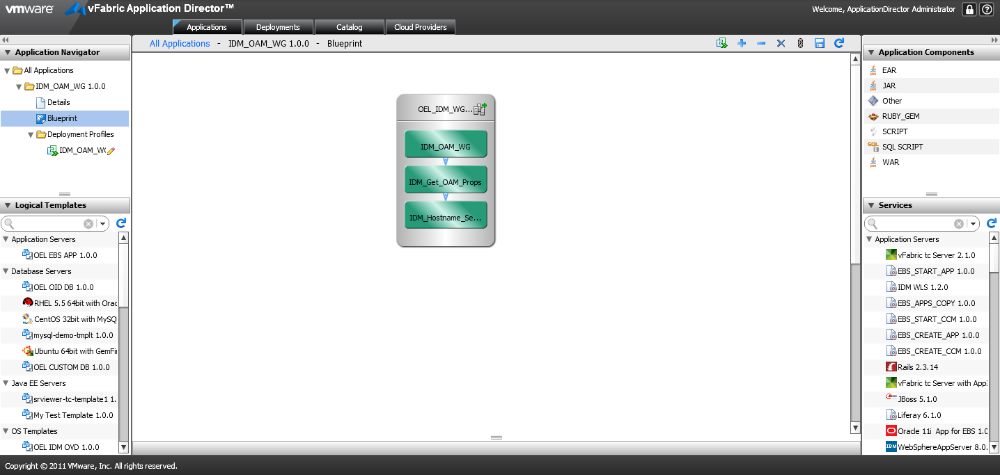 vmware vFabric Application Director™
Welcome, ApplicationDirector Administrator
Applications Deployments Catalog Cloud Providers
Application Navigator
All Applications
IDM_OAM_WG 1.0.0
Details
Blueprint
Deployment Profiles
IDM_OAM_WG
Logical Templates
Application Servers
OEL EBS APP 1.0.0
Database Servers
OEL OID DB 1.0.0
RHEL 5.5 64bit with Orac
CentOS 32bit with MySQ
mysql-demo-tmplt 1.0.0
Ubuntu 64bit with GemFi
OEL CUSTOM DB 1.0.0
Java EE Servers
srviewer-tc-template1 1.
My Test Template 1.0.0
OS Templates
OEL IDM OVD 1.0.0
All Applications - IDM_OAM_WG 1.0.0 - Blueprint
OEL_IDM_WG...
IDM_OAM_WG
IDM_Get_OAM_Props
IDM_Hostname_Se...
Application Components
EAR
JAR
Other
RUBY_GEM
SCRIPT
SQL SCRIPT
WAR
Services
Application Servers
vFabric tc Server 2.1.0
EBS_START_APP 1.0.0
IDM WLS 1.2.0
EBS_APPS_COPY 1.0.0
EBS_START_CCM 1.0.0
EBS_CREATE_APP 1.0.0
EBS_CREATE_CCM 1.0.0
Rails 2.3.14
vFabric tc Server with App
JBoss 5.1.0
Liferay 6.1.0
Oracle 11i App for EBS 1.0
IBM WebSphereAppServer 8.0.
Copyright © 2011 VMware, Inc. All rights reserved.